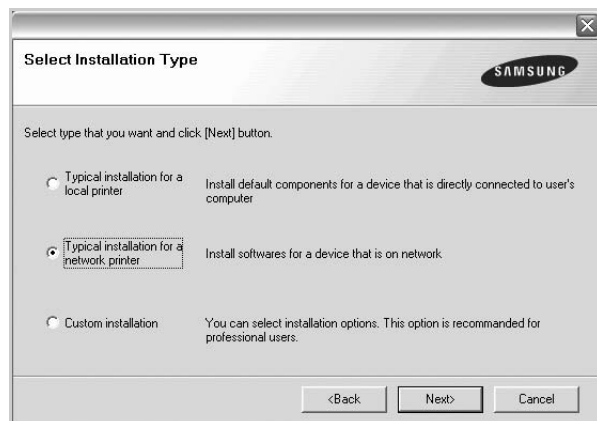 Select Installation Type
SAMSUNG
Select type that you want and click [Next] button.
Typical installation for a
local printer
Install default components for a device that is directly connected to user's
computer
Typical installation for a
network printer
Install softwares for a device that is on network
Custom installation
You can select installation options. This option is recommanded for
professional users.
<Back
Next>
Cancel